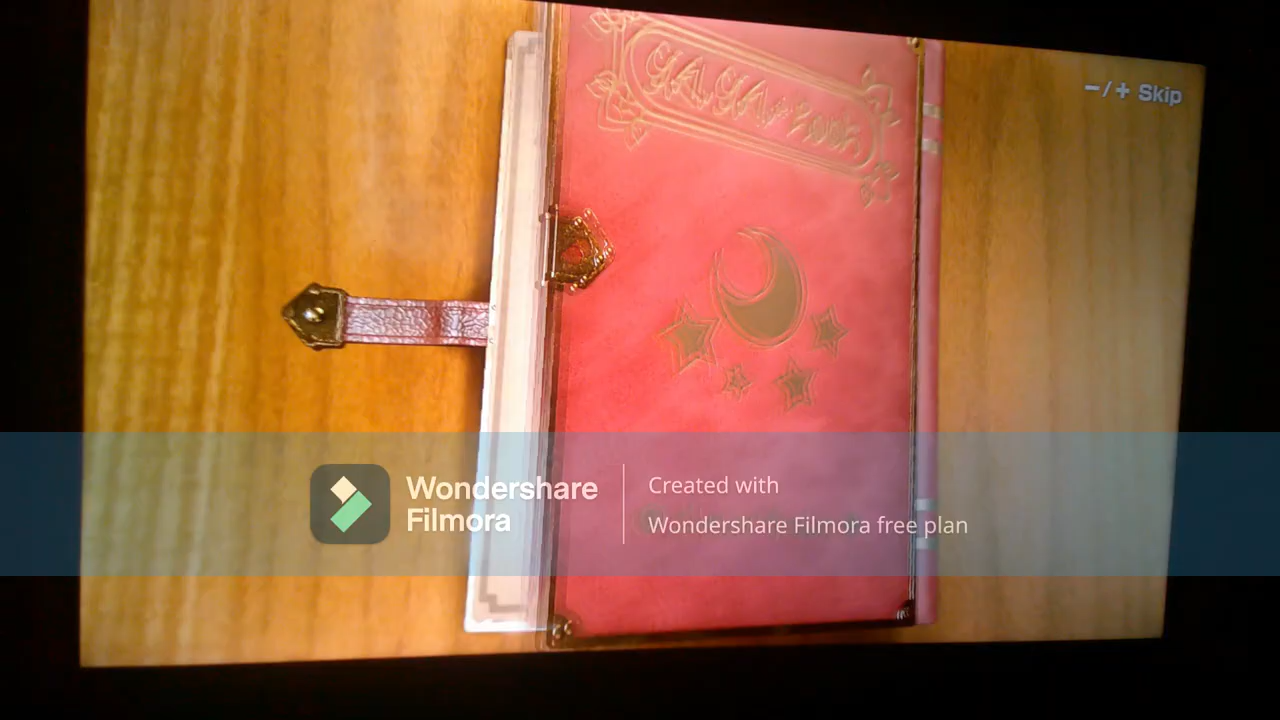 -/+ Skip
Wondershare
Filmora
Created with
Wondershare Filmora free plan